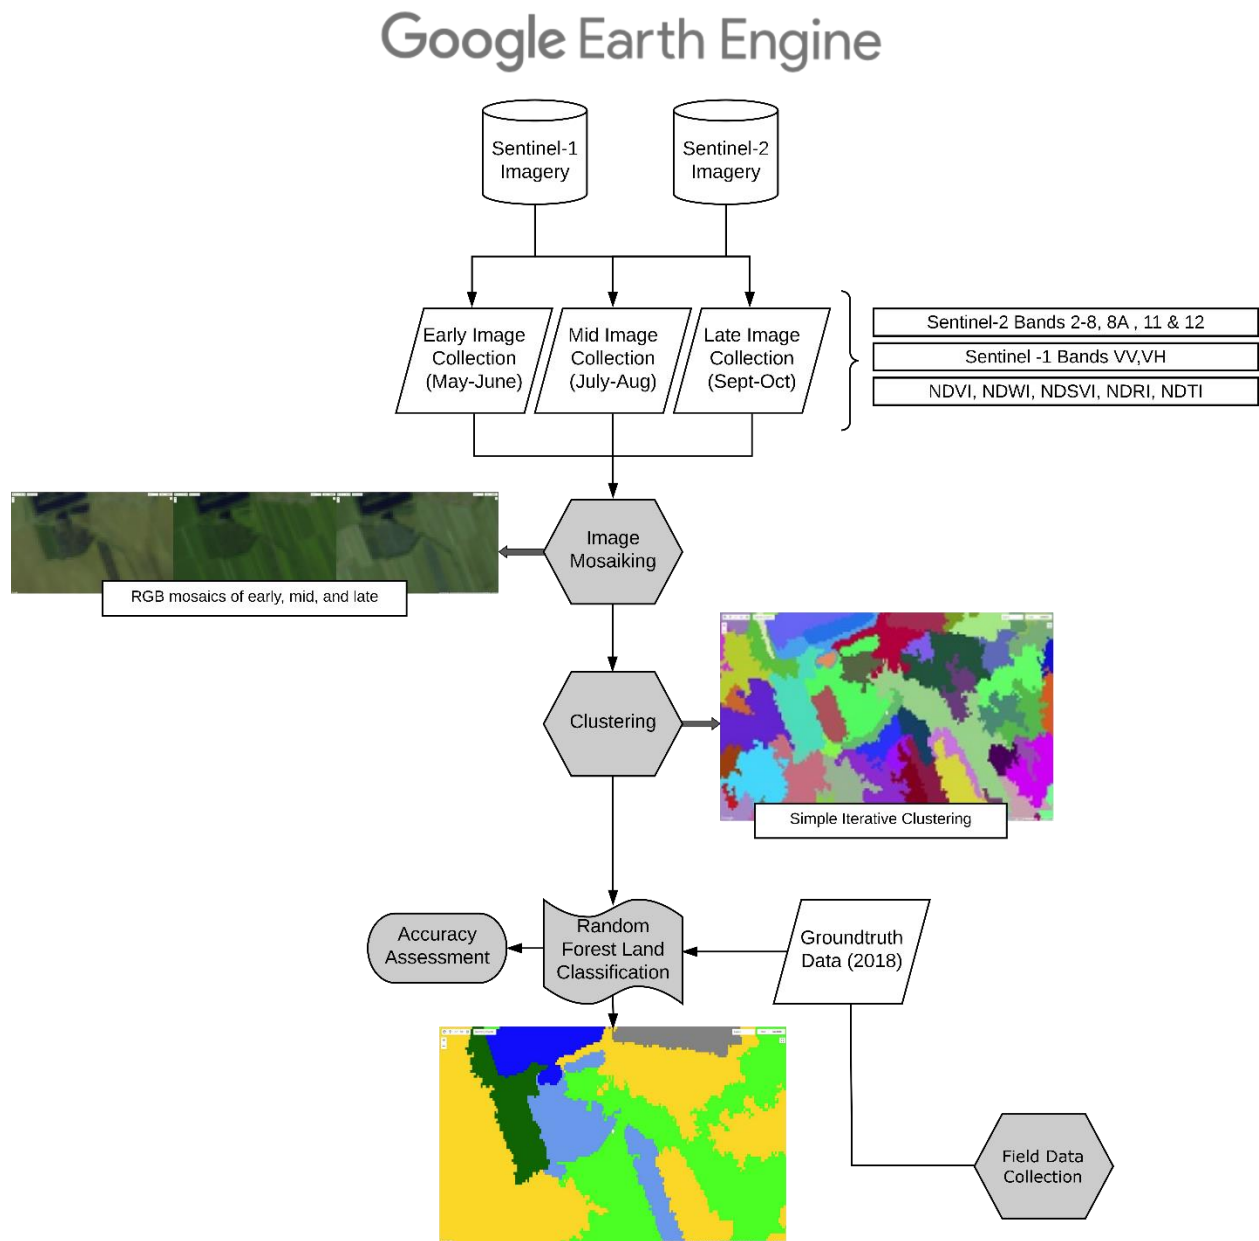 Google Earth Engine
Sentinel-1
Imagery
Sentinel-2
Imagery
Early Image
Collection
(May-June)
Mid Image
Collection
(July-Aug)
Late Image
Collection
(Sept-Oct)
Sentinel-2 Bands 2-8, 8A , 11 & 12
Sentinel -1 Bands VV,VH
NDVI, NDWI, NDSVI, NDRI, NDTI
Image
Mosaiking
RGB mosaics of early, mid, and late
Clustering
Simple Iterative Clustering
Accuracy
Assessment
Random
Forest Land
Classification
Groundtruth
Data (2018)
Field Data
Collection